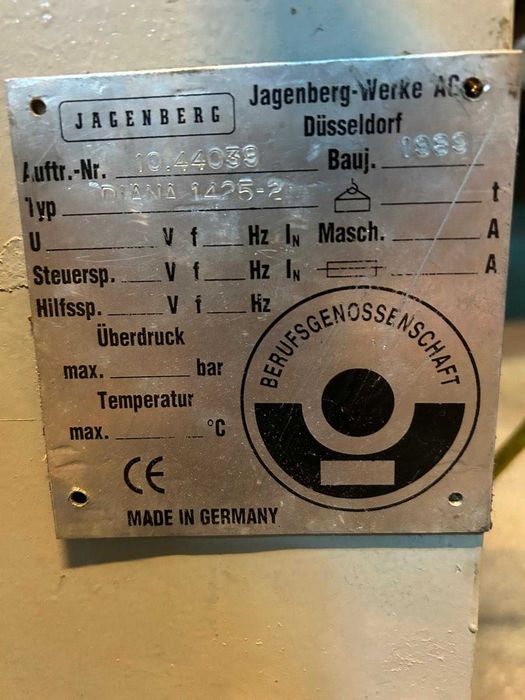 JAGENBERG
Jagenberg-Werke AG
Düsseldorf
Auftr.-Nr. 10.44039 Bauj.
Typ DIANA 1425-2 t
U V f Hz IN Masch. A
Steuersp. V f Hz IN A
Hilfssp. V f Hz
Überdruck
max. bar
Temperatur
max. °C
BERUFSGENOSSENSCHAFT
CE
MADE IN GERMANY